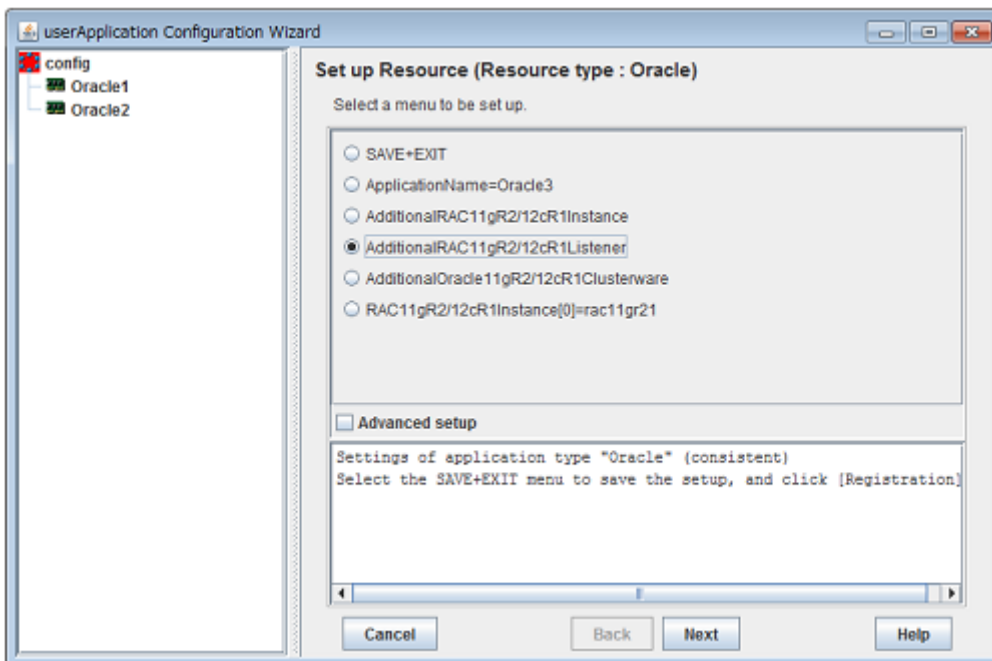 userApplication Configuration Wizard
config
Oracle1
Oracle2
Set up Resource (Resource type : Oracle)
Select a menu to be set up.
SAVE+EXIT
ApplicationName=Oracle3
AdditionalRAC11gR2/12cR1Instance
AdditionalRAC11gR2/12cR1Listener
AdditionalOracle11gR2/12cR1Clusterware
RAC11gR2/12cR1Instance[0]=rac11gr21
Advanced setup
Settings of application type "Oracle" (consistent)
Select the SAVE+EXIT menu to save the setup, and click [Registration]
Cancel Back Next Help